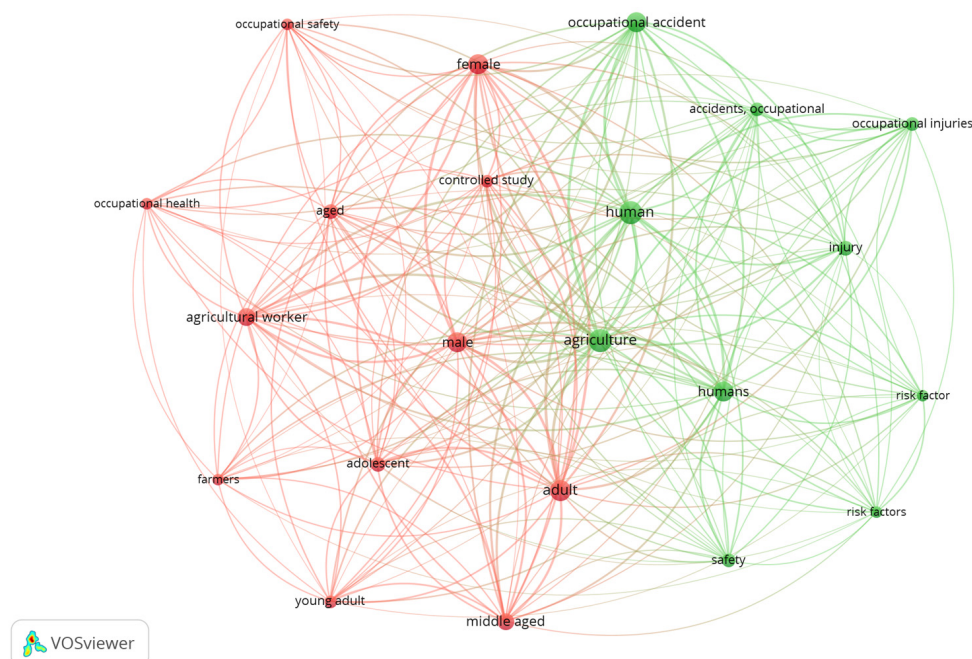 occupational safety
occupational accident
female
accidents, occupational
occupational injuries
controlled study
occupational health
aged
human
injury
agricultural worker
male
agriculture
humans
risk factor
adolescent
farmers
adult
risk factors
safety
young adult
middle aged
VOSviewer